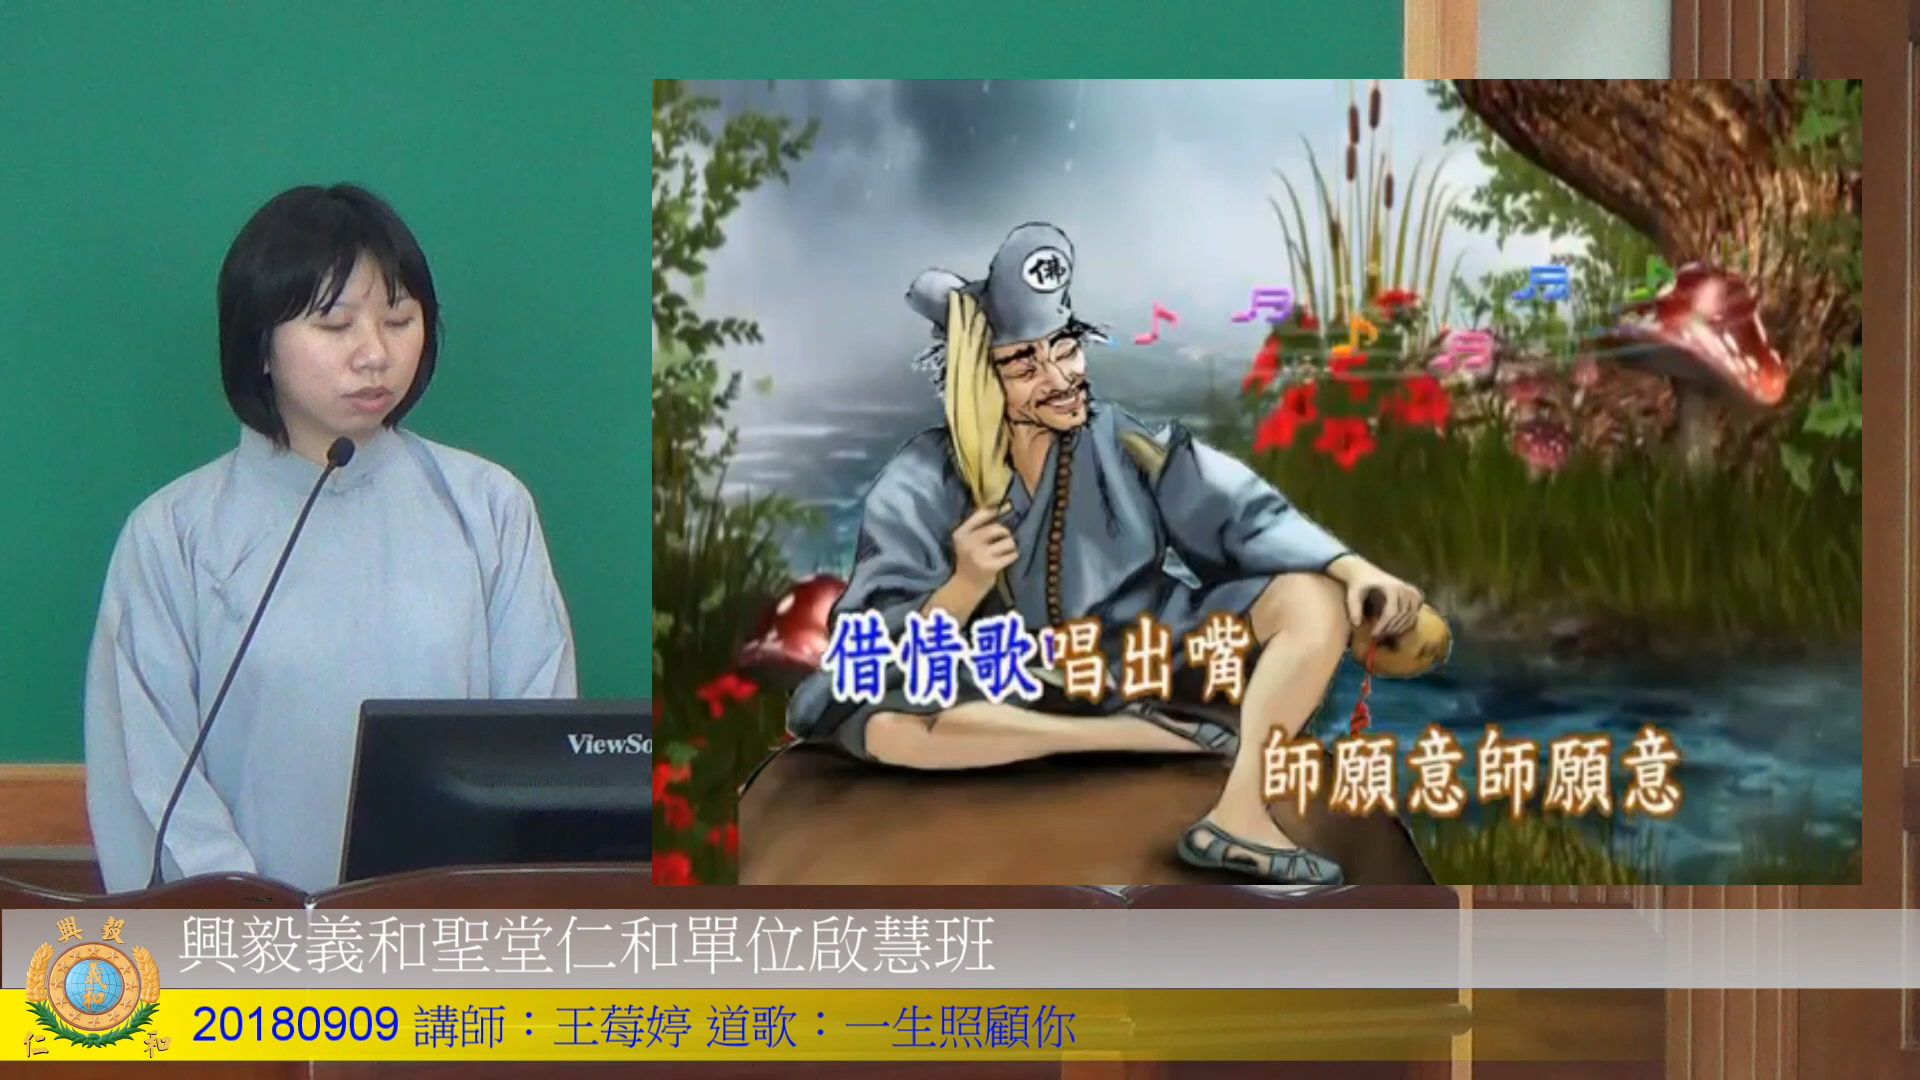 佛
借情歌唱出嘴
師願意師願意
ViewSo
興毅義和聖堂仁和單位啟慧班
興毅
義和
仁和
20180909 講師：王莓婷 道歌：一生照顧你